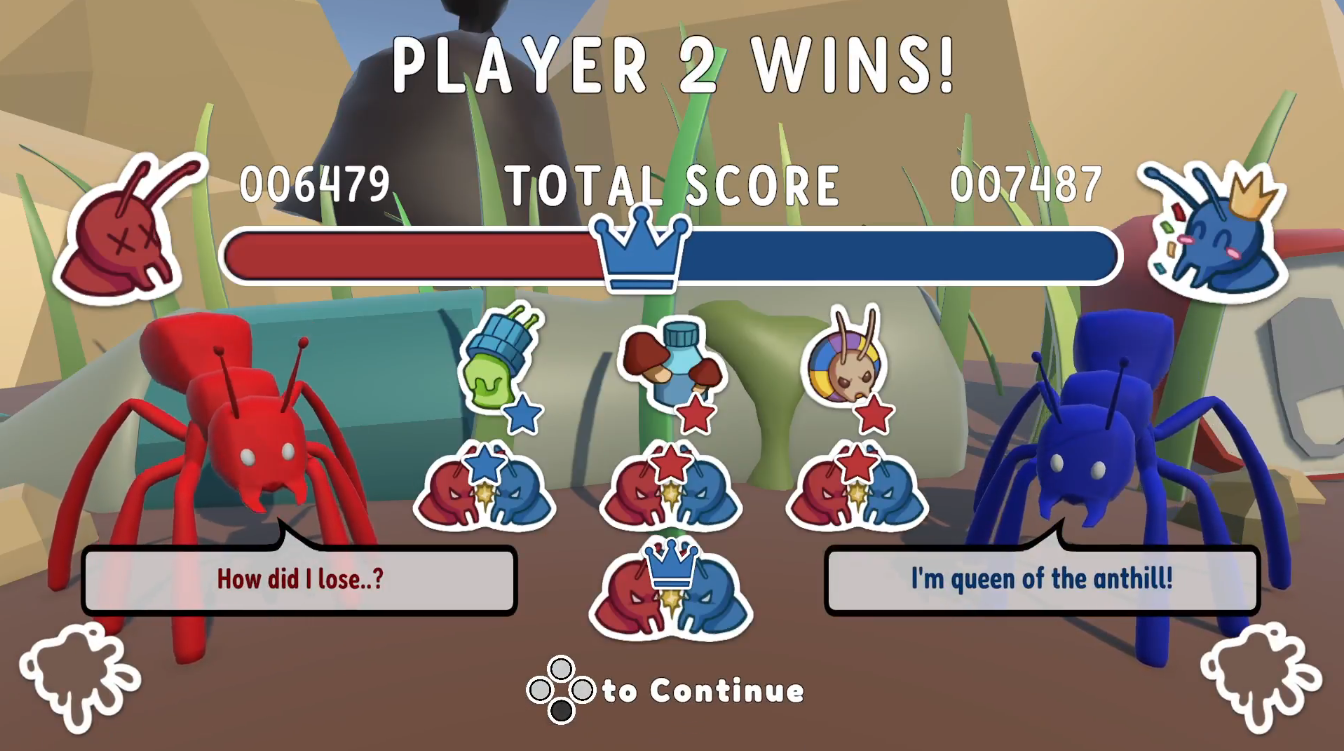 PLAYER 2 WINS!
006479 TOTAL SCORE 007487
How did I lose..?
I'm queen of the anthill!
to Continue